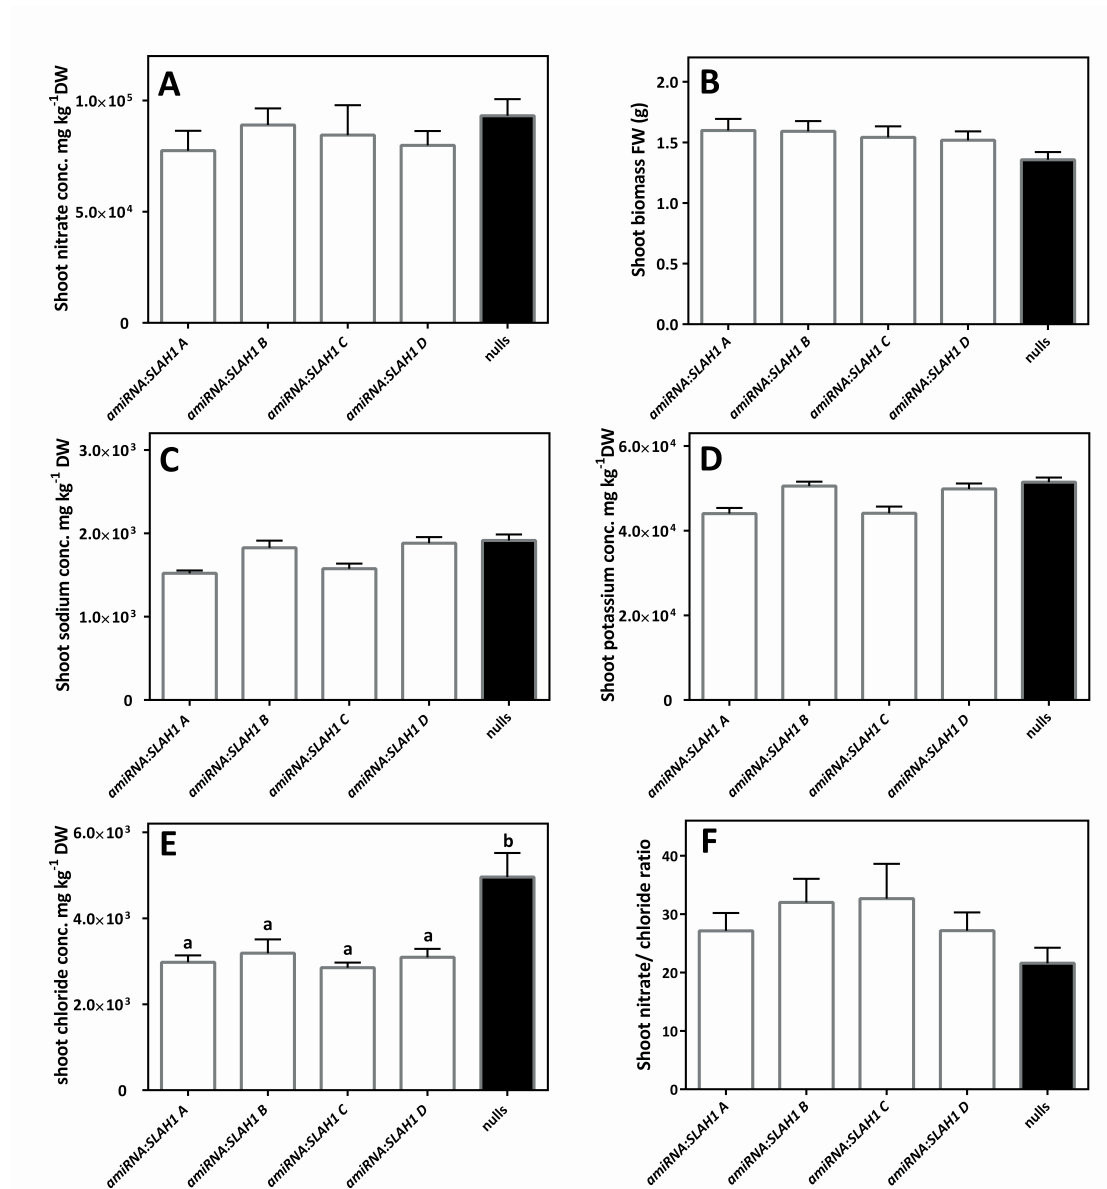 A
Shoot nitrate conc. mg kg⁻¹DW
1.0×10⁵
5.0×10⁴
0
amiRNA:SLAH1 A
amiRNA:SLAH1 B
amiRNA:SLAH1 C
amiRNA:SLAH1 D
nulls
B
Shoot biomass FW (g)
2.0
1.5
1.0
0.5
0.0
amiRNA:SLAH1 A
amiRNA:SLAH1 B
amiRNA:SLAH1 C
amiRNA:SLAH1 D
nulls
C
Shoot sodium conc. mg kg⁻¹ DW
3.0×10³
2.0×10³
1.0×10³
0
amiRNA:SLAH1 A
amiRNA:SLAH1 B
amiRNA:SLAH1 C
amiRNA:SLAH1 D
nulls
D
Shoot potassium conc. mg kg⁻¹DW
6.0×10⁴
4.0×10⁴
2.0×10⁴
0
amiRNA:SLAH1 A
amiRNA:SLAH1 B
amiRNA:SLAH1 C
amiRNA:SLAH1 D
nulls
E
shoot chloride conc. mg kg⁻¹ DW
6.0×10³
4.0×10³
2.0×10³
0
a
a
a
a
b
amiRNA:SLAH1 A
amiRNA:SLAH1 B
amiRNA:SLAH1 C
amiRNA:SLAH1 D
nulls
F
Shoot nitrate/ chloride ratio
40
30
20
10
0
amiRNA:SLAH1 A
amiRNA:SLAH1 B
amiRNA:SLAH1 C
amiRNA:SLAH1 D
nulls